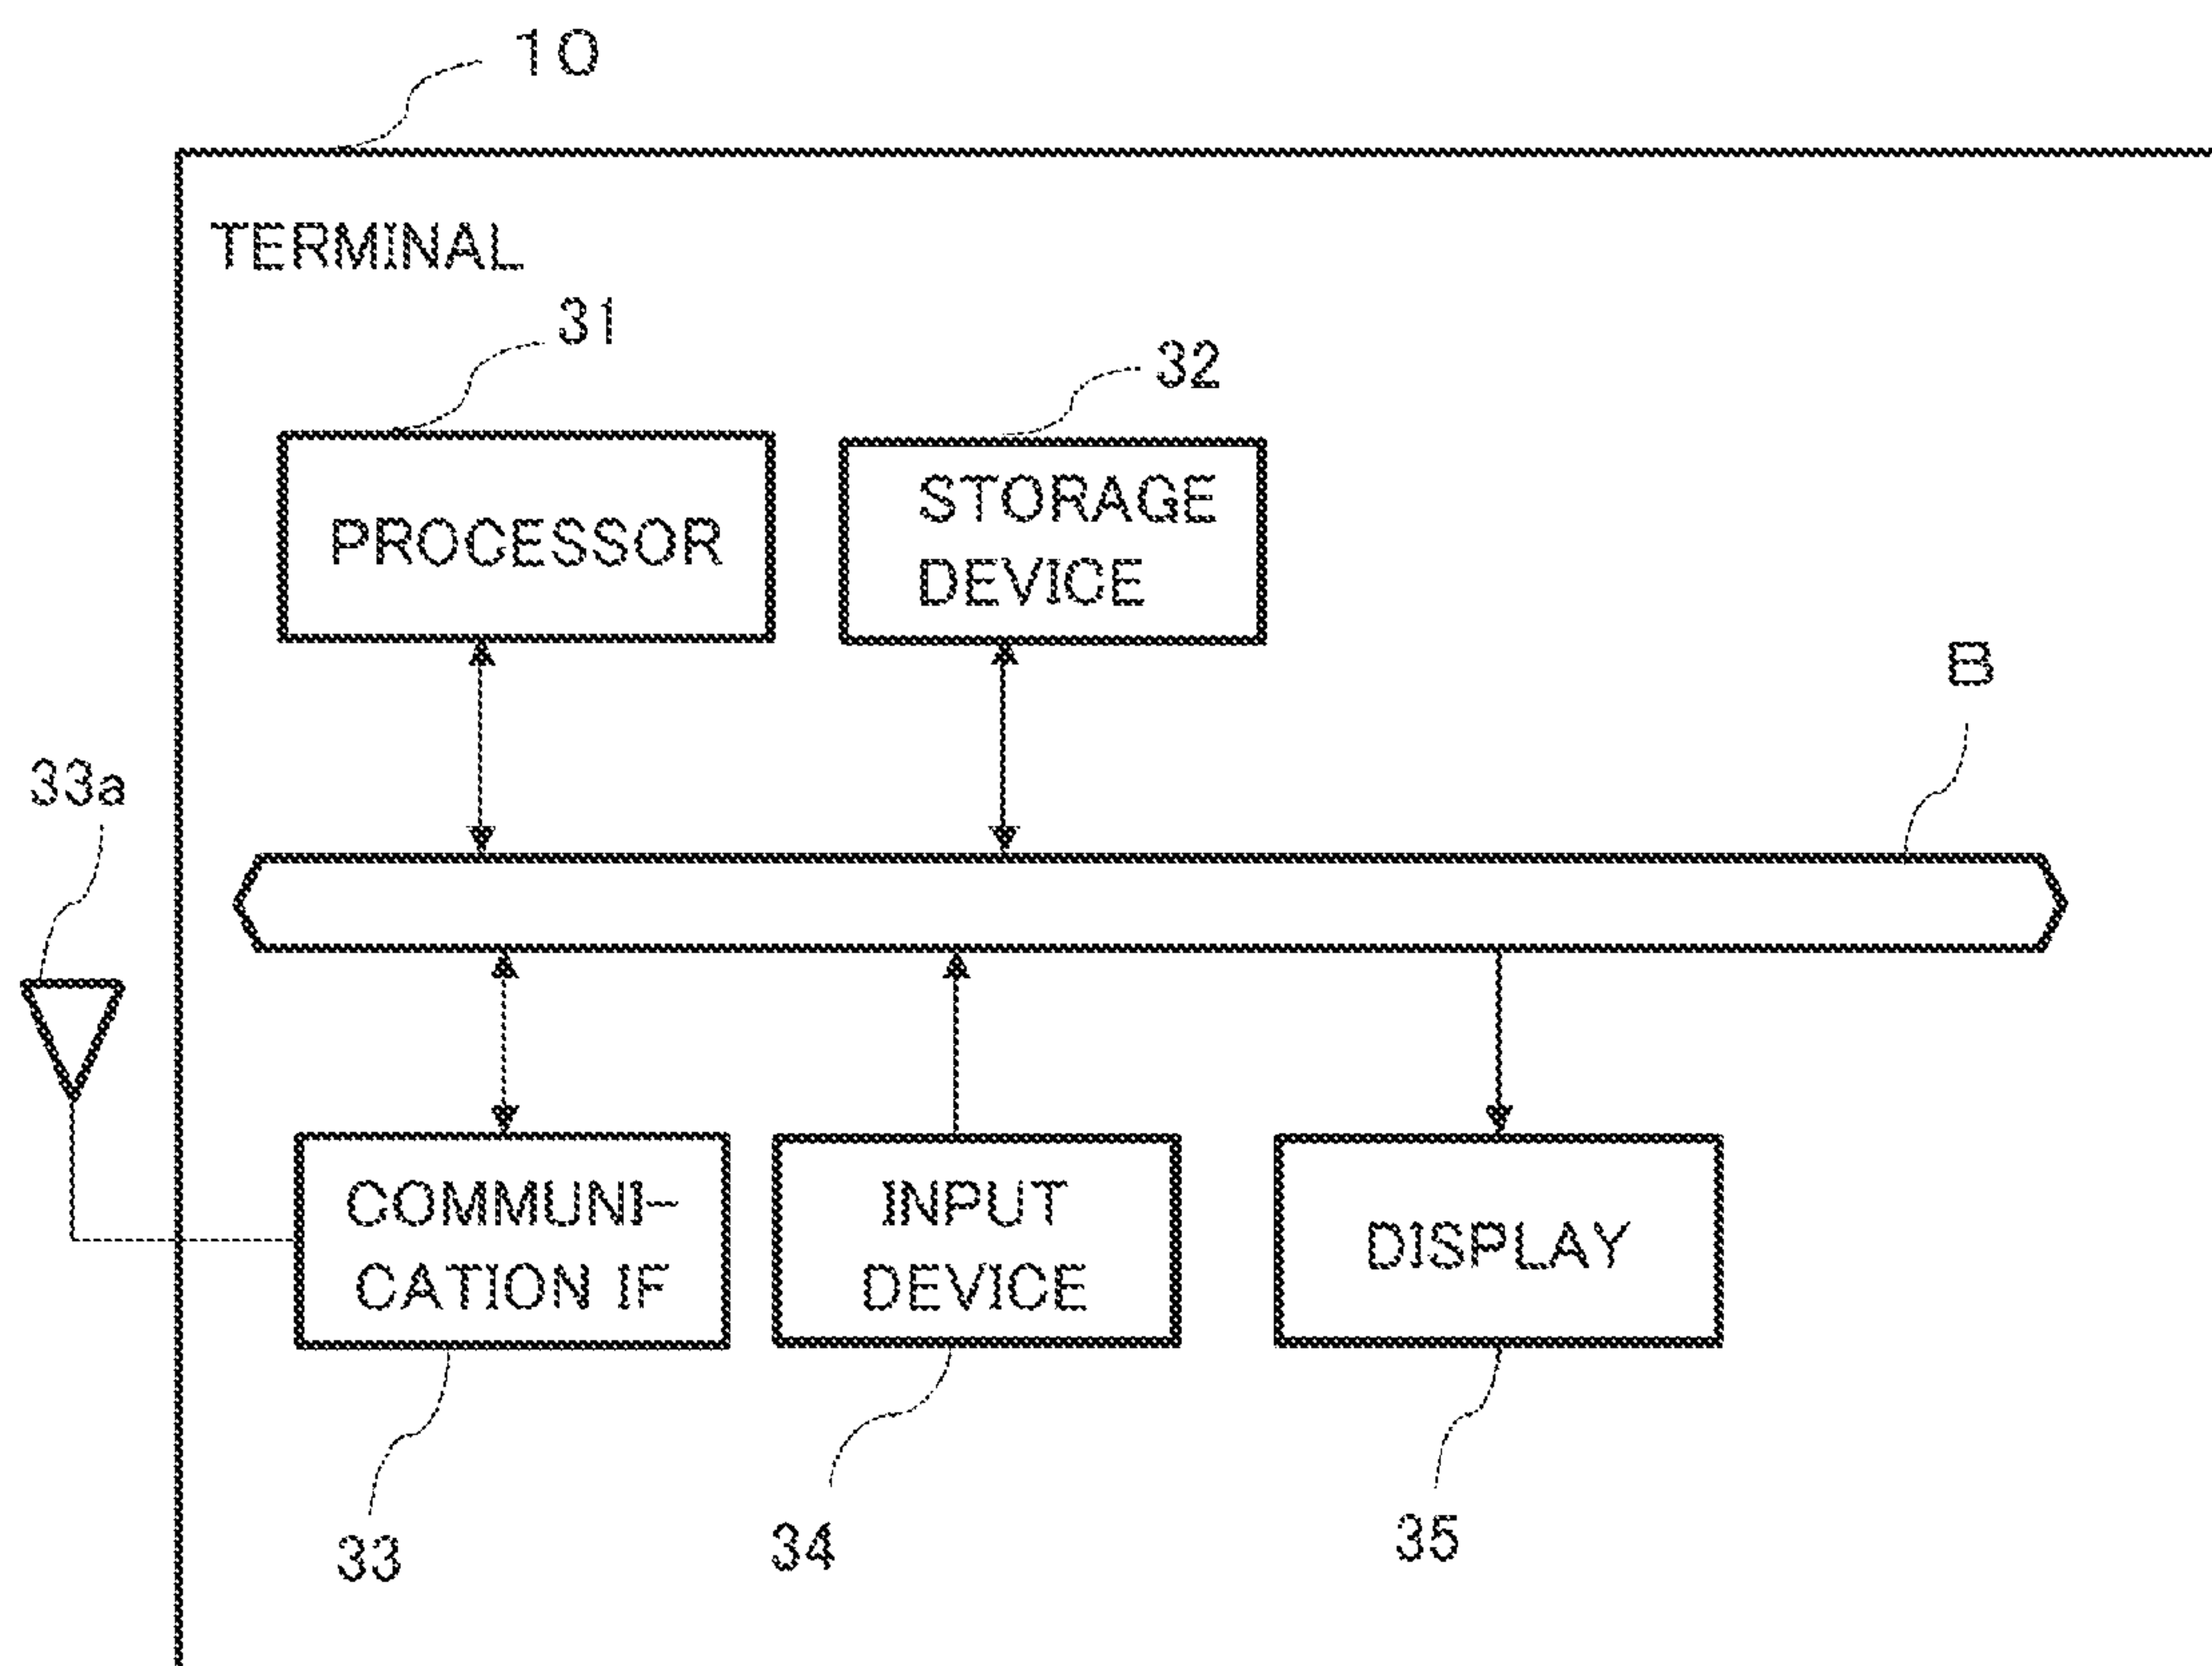 10
TERMINAL
31
32
PROCESSOR
STORAGE
DEVICE
B
33a
COMMUNI-
CATION IF
INPUT
DEVICE
DISPLAY
33
34
35